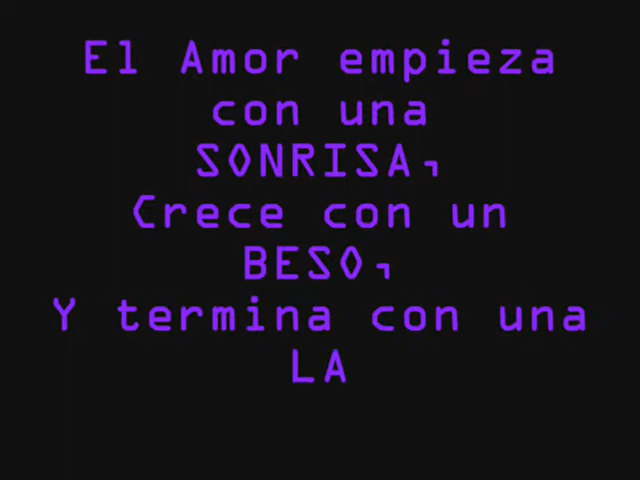 El Amor empieza
con una
SONRISA,
Crece con un
BESO,
Y termina con una
LA